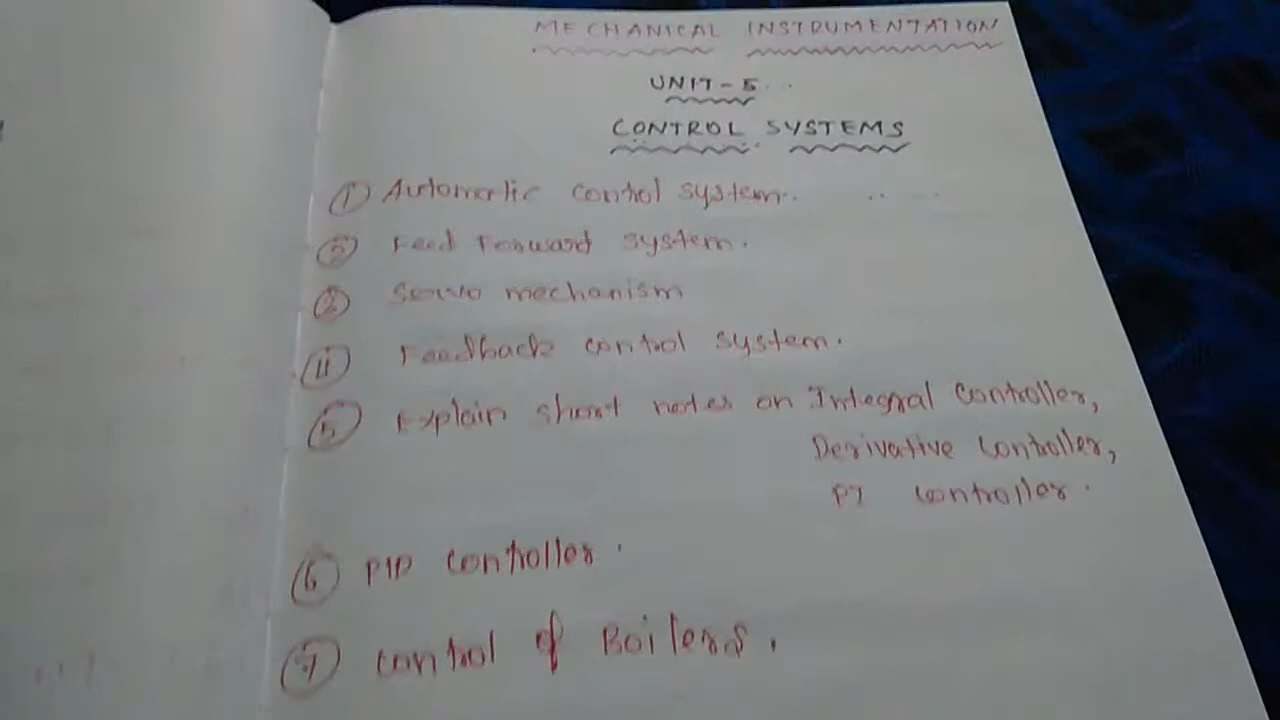 MECHANICAL INSTRUMENTATION
UNIT-5
CONTROL SYSTEMS
① Automatic control system.
② Feed Forward system.
② Servo mechanism
④ Feedback control system.
⑤ Explain short notes on Integral Controller,
Derivative Controller,
PI Controller.
⑥ PID Controller.
⑦ control of Boilers.